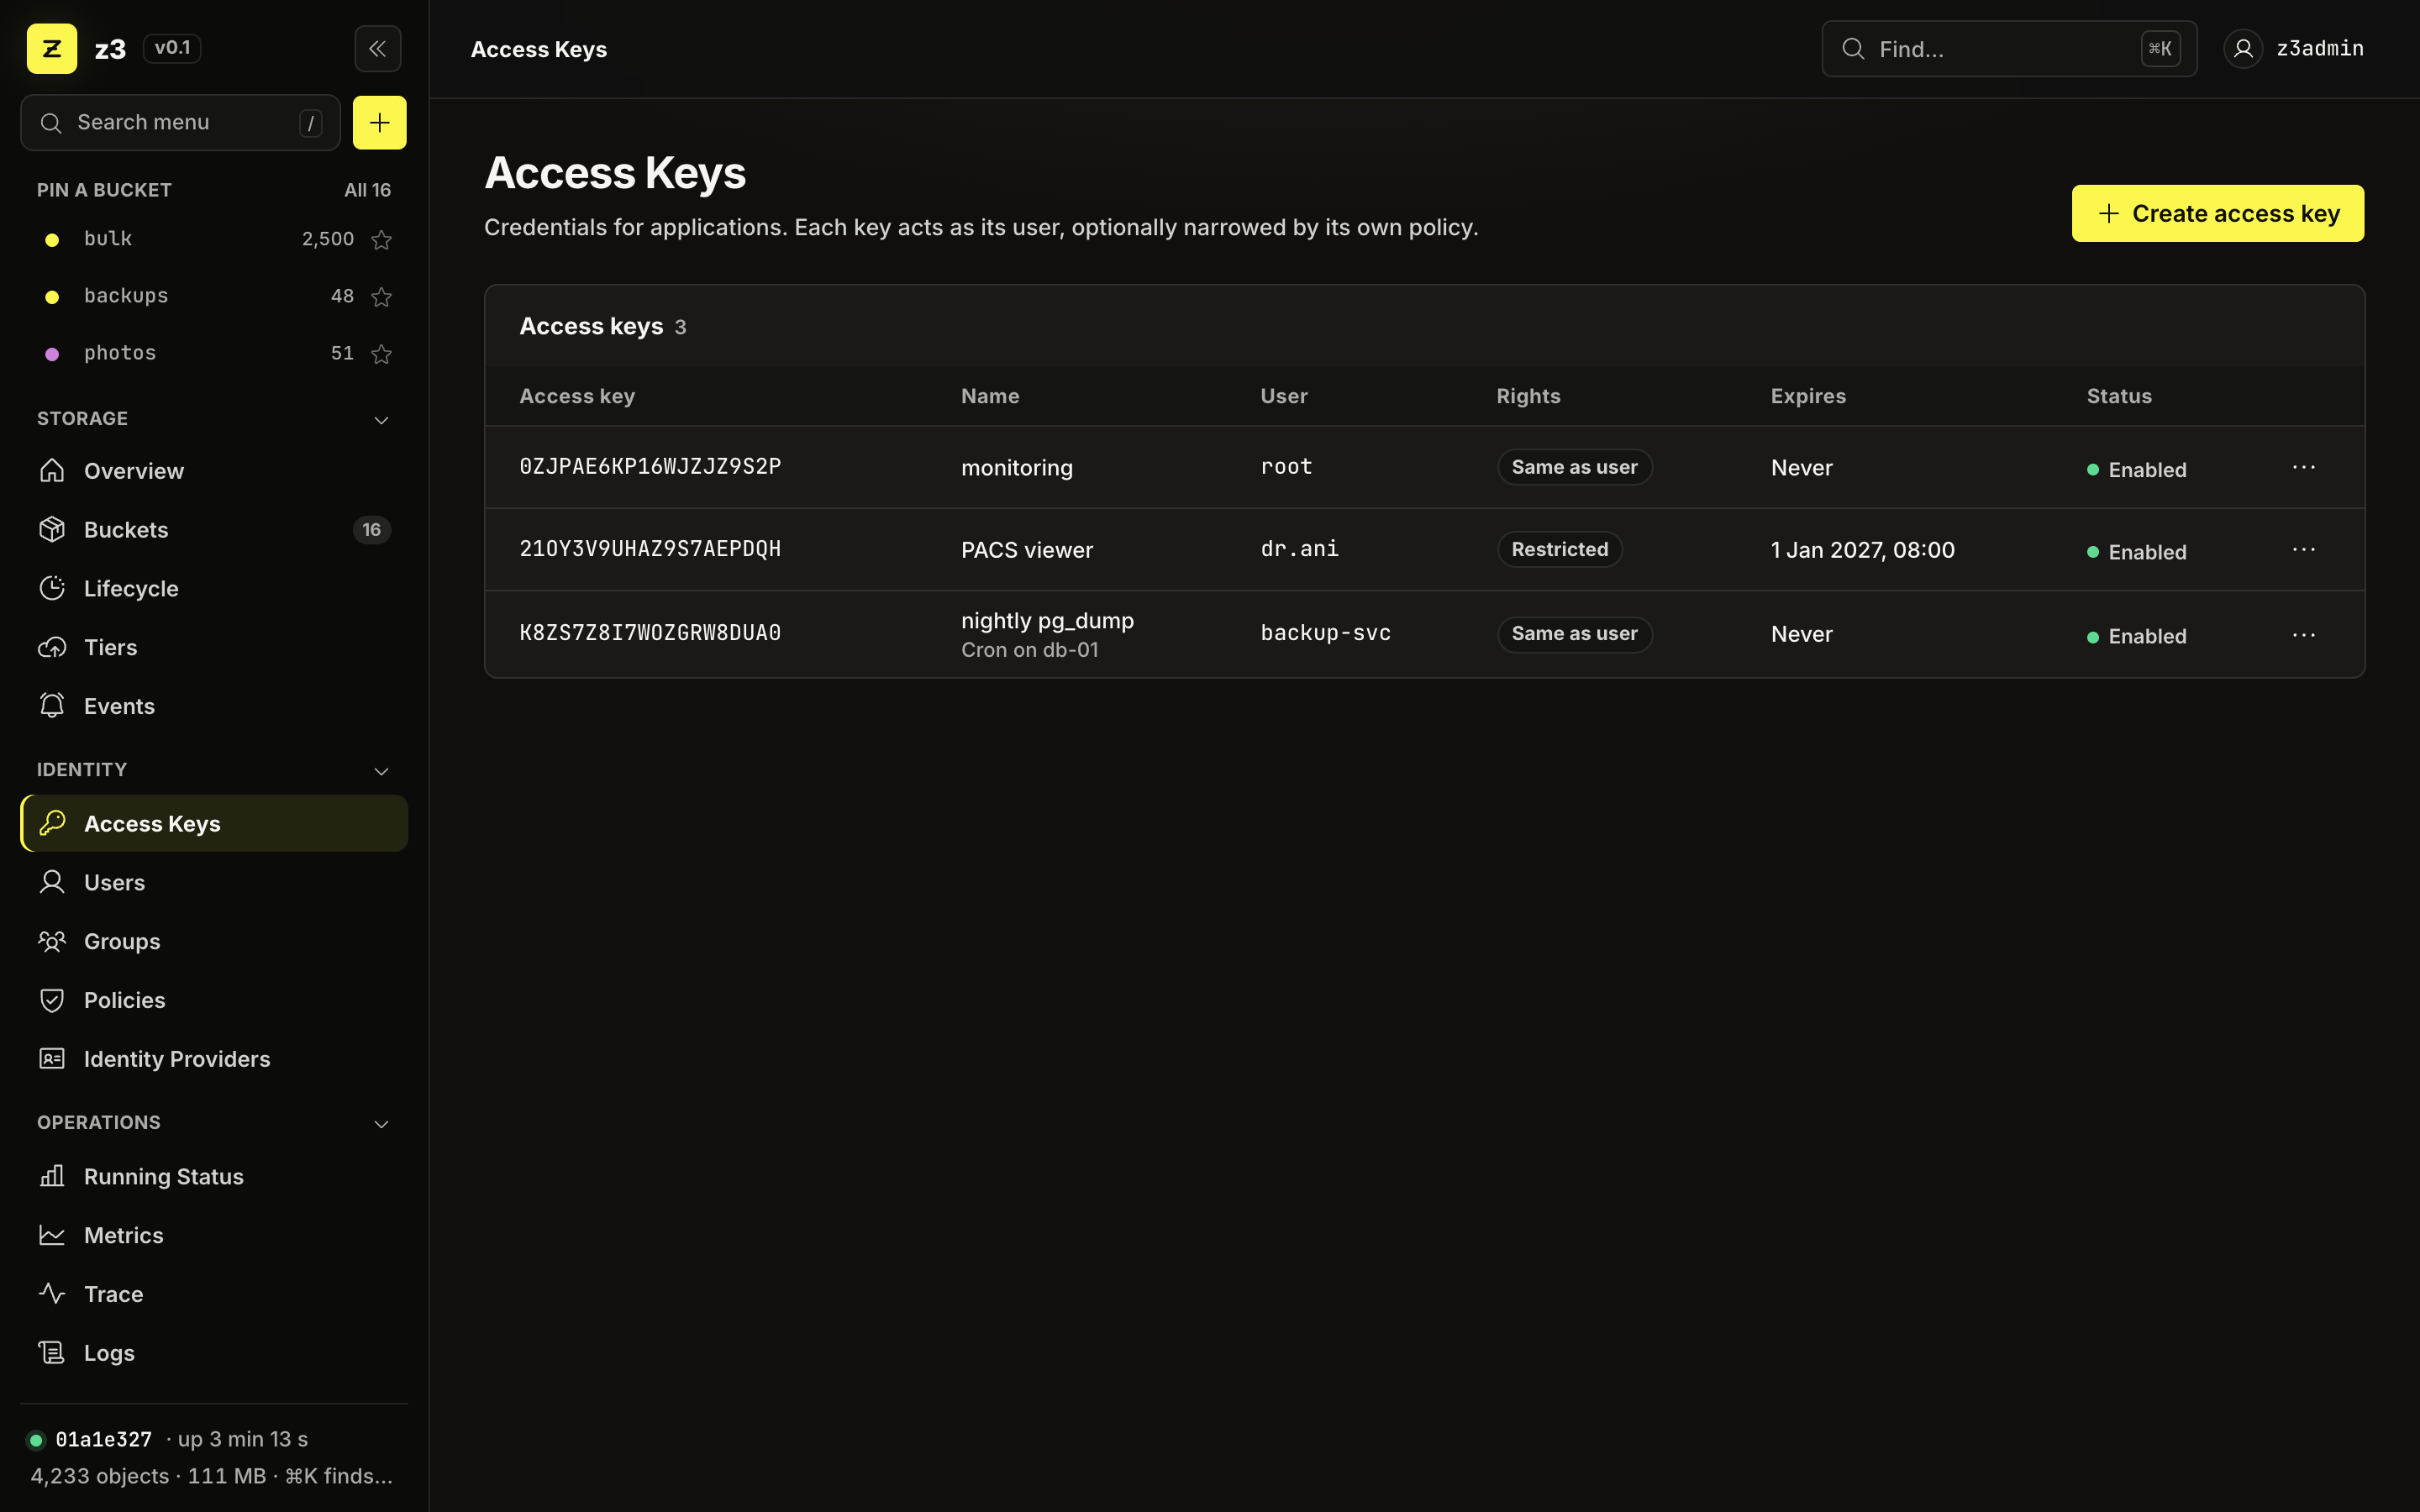 z3 v0.1
Search menu /
PIN A BUCKET All 16
bulk 2,500
backups 48
photos 51
STORAGE
Overview
Buckets 16
Lifecycle
Tiers
Events
IDENTITY
Access Keys
Users
Groups
Policies
Identity Providers
OPERATIONS
Running Status
Metrics
Trace
Logs
01a1e327 · up 3 min 13 s
4,233 objects · 111 MB · ⌘K finds...
Access Keys
Find... ⌘K z3admin
Access Keys
Credentials for applications. Each key acts as its user, optionally narrowed by its own policy.
Create access key
Access keys 3
Access key Name User Rights Expires Status
0ZJPAE6KP16WJZJZ9S2P monitoring root Same as user Never Enabled ...
21OY3V9UHAZ9S7AEPDQH PACS viewer dr.ani Restricted 1 Jan 2027, 08:00 Enabled ...
K8ZS7Z8I7WOZGRW8DUA0 nightly pg_dump backup-svc Same as user Never Enabled ...
Cron on db-01